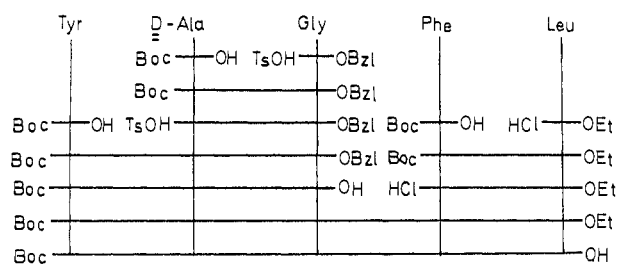 Tyr D-Ala Gly Phe Leu
Boc OH TsOH OBzl
Boc OBzl
Boc OH TsOH OBzl Boc OH HCl OEt
Boc OBzl Boc OEt
Boc OH HCl OEt
Boc OEt
Boc OH